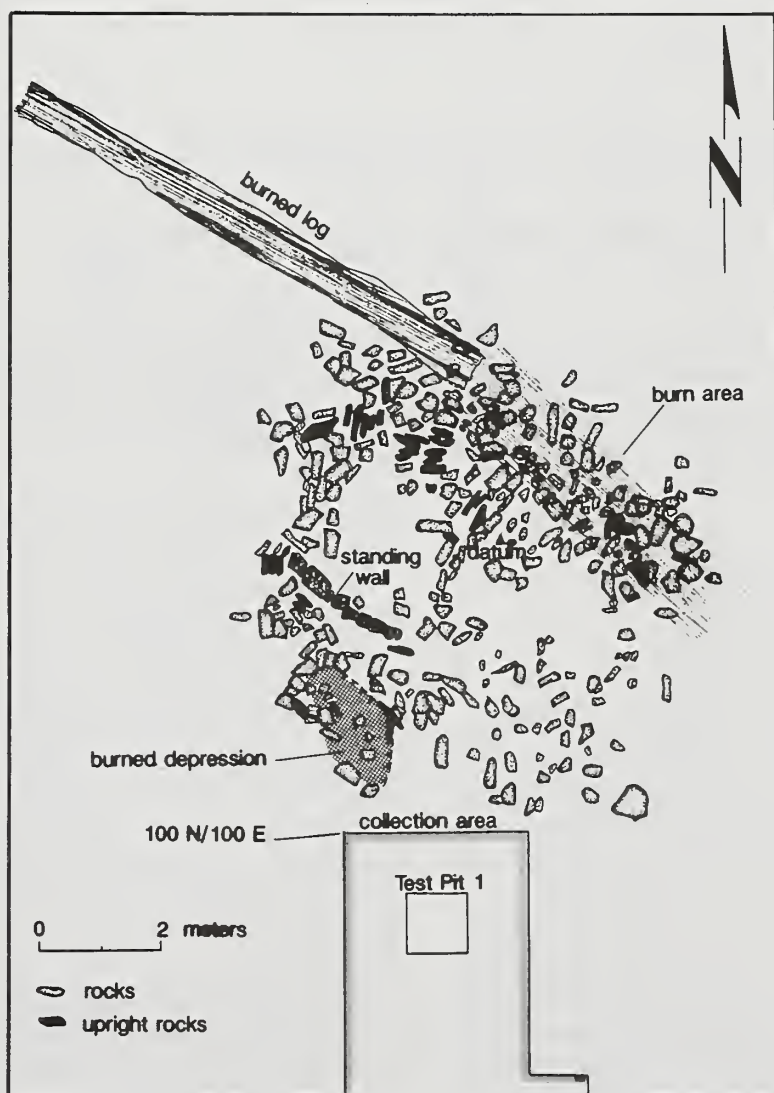 N
burned log
burn area
standing
wall
datum
burned depression
100 N/100 E
collection area
Test Pit 1
0 2 meters
rocks
upright rocks